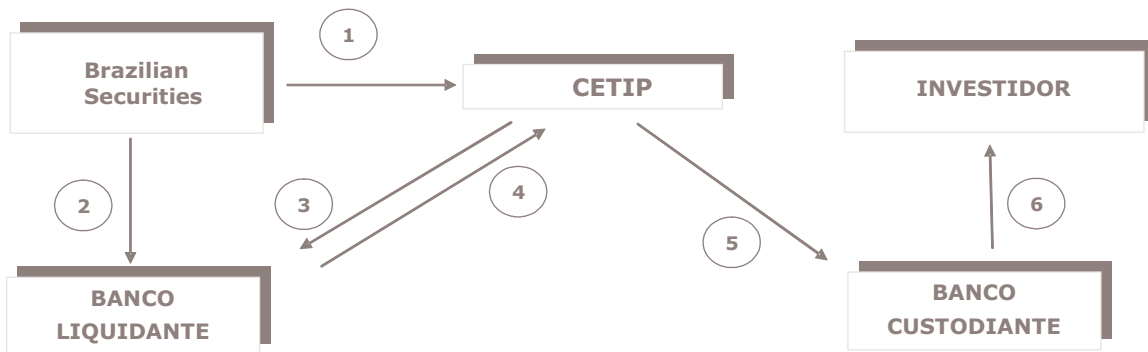 1
Brazilian
Securities
CETIP
INVESTIDOR
2
3
4
5
6
BANCO
LIQUIDANTE
BANCO
CUSTODIANTE